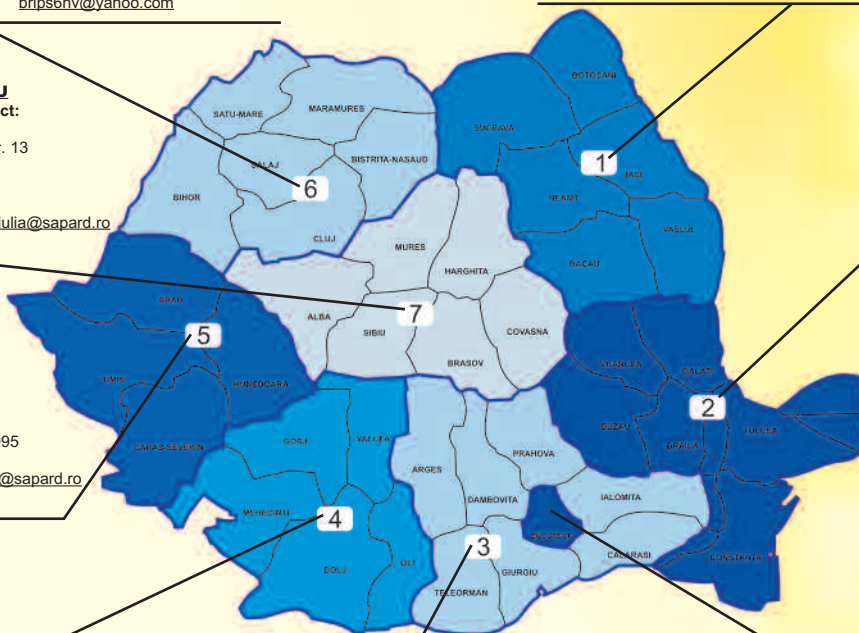 brips6nv@yahoo.com
ct:
r. 13
iulia@sapard.ro
095
@sapard.ro
BOTOSANI
SATU-MARE
MARAMURES
SUCEAVA
SALAJ
BISTRITA-NASAUD
1
IASI
6
BIHOR
NEAMT
CLUJ
VASLUI
MURES
HARGHITA
BACAU
ARAD
ALBA
7
SIBIU
COVASNA
5
BRASOV
VRANCEA
GALATI
TIMIS
HUNEDOARA
2
TULCEA
BUZAU
BRAILA
CARAS-SEVERIN
GORJ
VALCEA
PRAHOVA
ARGES
DAMBOVITA
IALOMITA
MEHEDINTI
4
BUCURESTI
3
CALARASI
CONSTANTA
DOLJ
OLT
GIURGIU
TELEORMAN